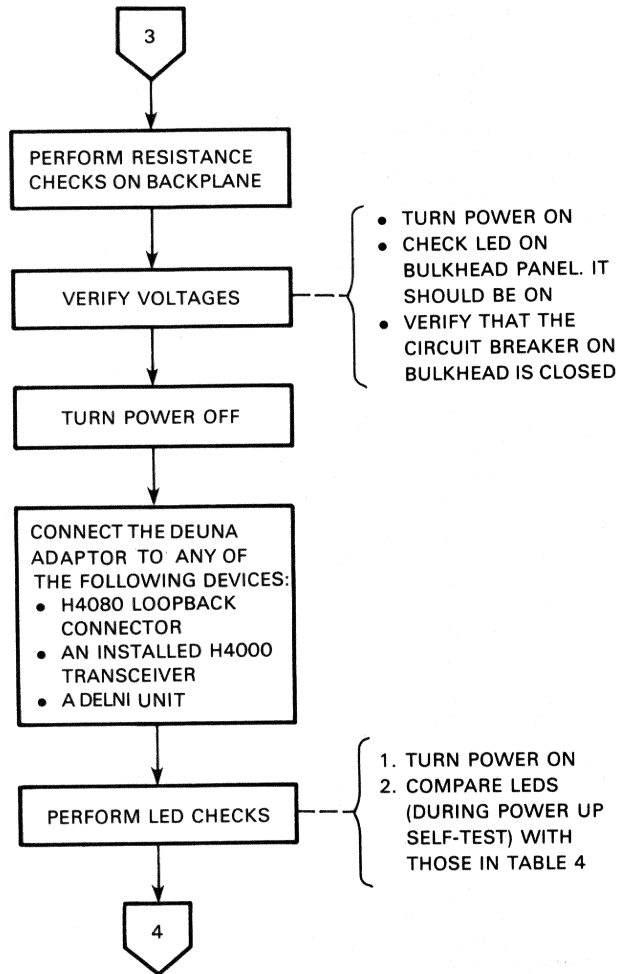 3
PERFORM RESISTANCE
CHECKS ON BACKPLANE
VERIFY VOLTAGES
• TURN POWER ON
• CHECK LED ON
BULKHEAD PANEL. IT
SHOULD BE ON
• VERIFY THAT THE
CIRCUIT BREAKER ON
BULKHEAD IS CLOSED
TURN POWER OFF
CONNECT THE DEUNA
ADAPTOR TO ANY OF
THE FOLLOWING DEVICES:
• H4080 LOOPBACK
CONNECTOR
• AN INSTALLED H4000
TRANSCEIVER
• A DELNI UNIT
PERFORM LED CHECKS
1. TURN POWER ON
2. COMPARE LEDS
(DURING POWER UP
SELF-TEST) WITH
THOSE IN TABLE 4
4